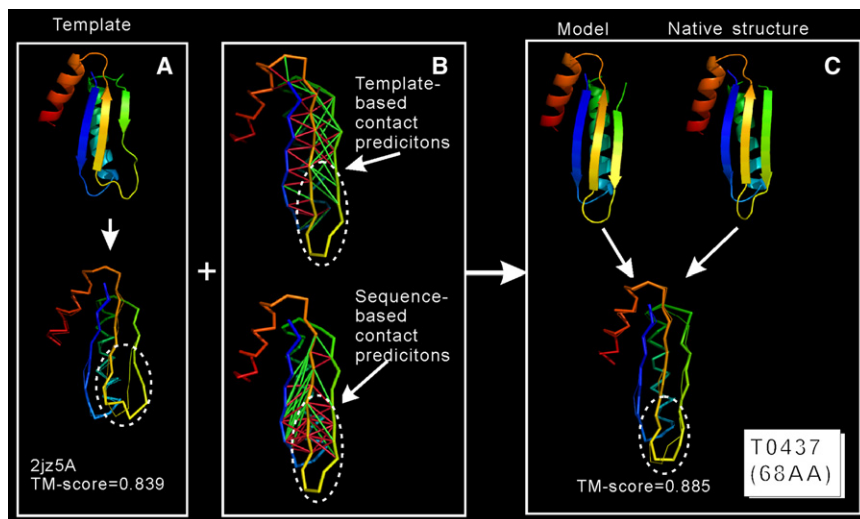 Template
A
2jz5A
TM-score=0.839
+
B
Template-
based
contact
predicitons
Sequence-
based
contact
predicitons
Model
Native structure
C
TM-score=0.885
T0437
(68AA)